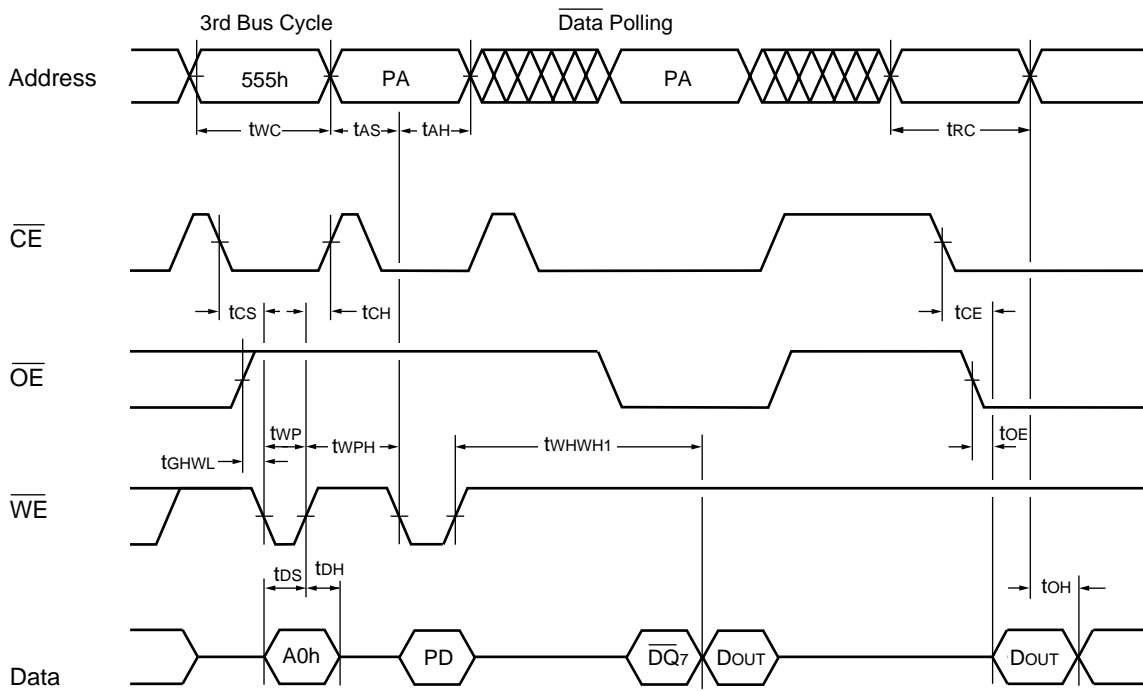 3rd Bus Cycle
Data Polling
Address
555h
PA
PA
tWC
tAS
tAH
tRC
CE
tCS
tCH
tCE
OE
tWP
tWPH
tWHWH1
tOE
tGHWL
WE
tDS
tDH
tOH
Data
A0h
PD
DQ7
DOUT
DOUT